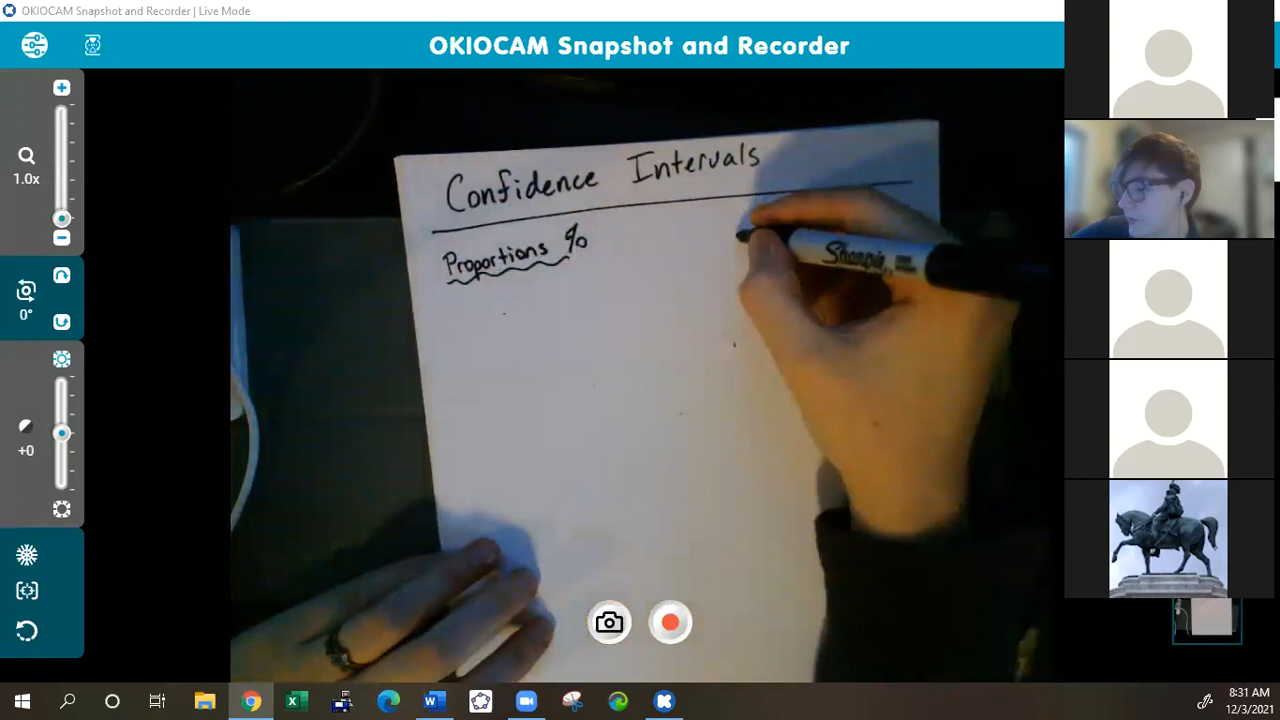 OKIOCAM Snapshot and Recorder | Live Mode
OKIOCAM Snapshot and Recorder
1.0x
0°
+0
Confidence Intervals
Proportions %
Sharpie
8:31 AM
12/3/2021